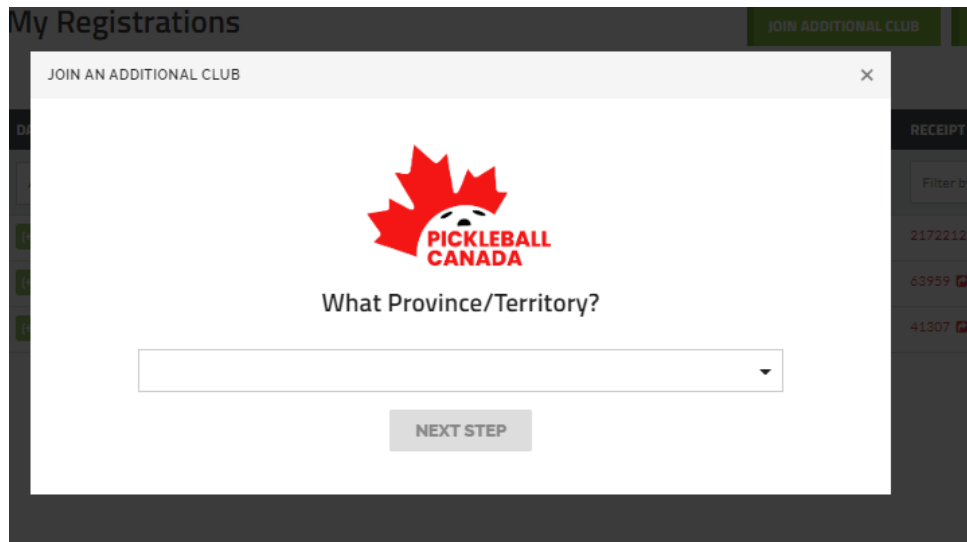 My Registrations
JOIN ADDITIONAL CLUB
JOIN AN ADDITIONAL CLUB
×
RECEIPT
Filter
PICKLEBALL
CANADA
2172212
63959
What Province/Territory?
41307
NEXT STEP